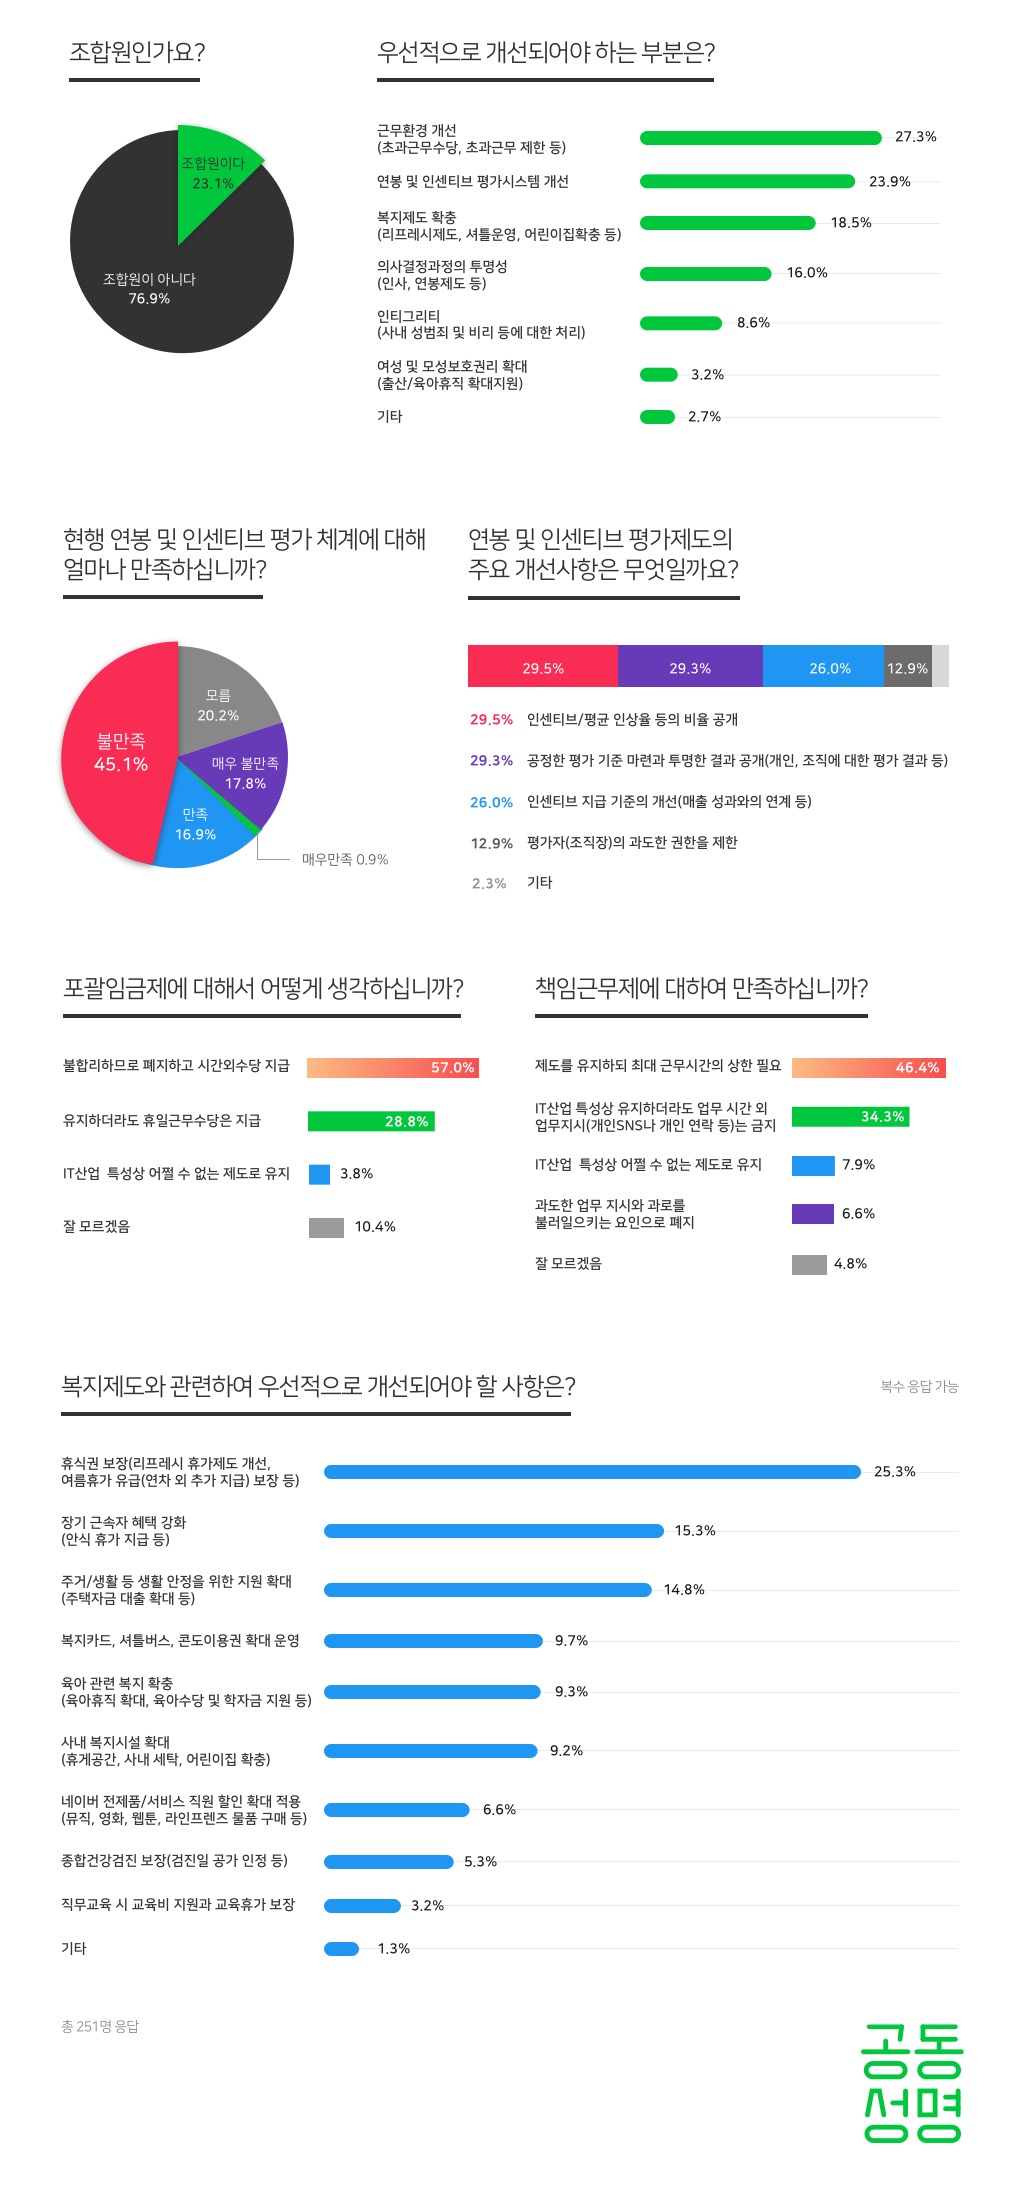 조합원인가요?
조합원이다
23.1%
조합원이 아니다
76.9%
우선적으로 개선되어야 하는 부분은?
근무환경 개선
(초과근무수당, 초과근무 제한 등)
27.3%
연봉 및 인센티브 평가시스템 개선
23.9%
복지제도 확충
(리프레시제도, 셔틀운영, 어린이집확충 등)
18.5%
의사결정과정의 투명성
(인사, 연봉제도 등)
16.0%
인티그리티
(사내 성범죄 및 비리 등에 대한 처리)
8.6%
여성 및 모성보호권리 확대
(출산/육아휴직 확대지원)
3.2%
기타
2.7%
현행 연봉 및 인센티브 평가 체계에 대해
얼마나 만족하십니까?
모름
20.2%
불만족
45.1%
매우 불만족
17.8%
만족
16.9%
매우만족 0.9%
연봉 및 인센티브 평가제도의
주요 개선사항은 무엇일까요?
29.5% 29.3% 26.0% 12.9%
29.5% 인센티브/평균 인상율 등의 비율 공개
29.3% 공정한 평가 기준 마련과 투명한 결과 공개(개인, 조직에 대한 평가 결과 등)
26.0% 인센티브 지급 기준의 개선(매출 성과와의 연계 등)
12.9% 평가자(조직장)의 과도한 권한을 제한
2.3% 기타
포괄임금제에 대해서 어떻게 생각하십니까?
불합리하므로 폐지하고 시간외수당 지급 57.0%
유지하더라도 휴일근무수당은 지급 28.8%
IT산업 특성상 어쩔 수 없는 제도로 유지 3.8%
잘 모르겠음 10.4%
책임근무제에 대하여 만족하십니까?
제도를 유지하되 최대 근무시간의 상한 필요 46.4%
IT산업 특성상 유지하더라도 업무 시간 외
업무지시(개인SNS나 개인 연락 등)는 금지
34.3%
IT산업 특성상 어쩔 수 없는 제도로 유지 7.9%
과도한 업무 지시와 과로를
불러일으키는 요인으로 폐지
6.6%
잘 모르겠음 4.8%
복지제도와 관련하여 우선적으로 개선되어야 할 사항은?
복수 응답 가능
휴식권 보장(리프레시 휴가제도 개선,
여름휴가 유급(연차 외 추가 지급) 보장 등)
25.3%
장기 근속자 혜택 강화
(안식 휴가 지급 등)
15.3%
주거/생활 등 생활 안정을 위한 지원 확대
(주택자금 대출 확대 등)
14.8%
복지카드, 셔틀버스, 콘도이용권 확대 운영 9.7%
육아 관련 복지 확충
(육아휴직 확대, 육아수당 및 학자금 지원 등)
9.3%
사내 복지시설 확대
(휴게공간, 사내 세탁, 어린이집 확충)
9.2%
네이버 전제품/서비스 직원 할인 확대 적용
(뮤직, 영화, 웹툰, 라인프렌즈 물품 구매 등)
6.6%
종합건강검진 보장(검진일 공가 인정 등) 5.3%
직무교육 시 교육비 지원과 교육휴가 보장 3.2%
기타 1.3%
총 251명 응답
공동
성명